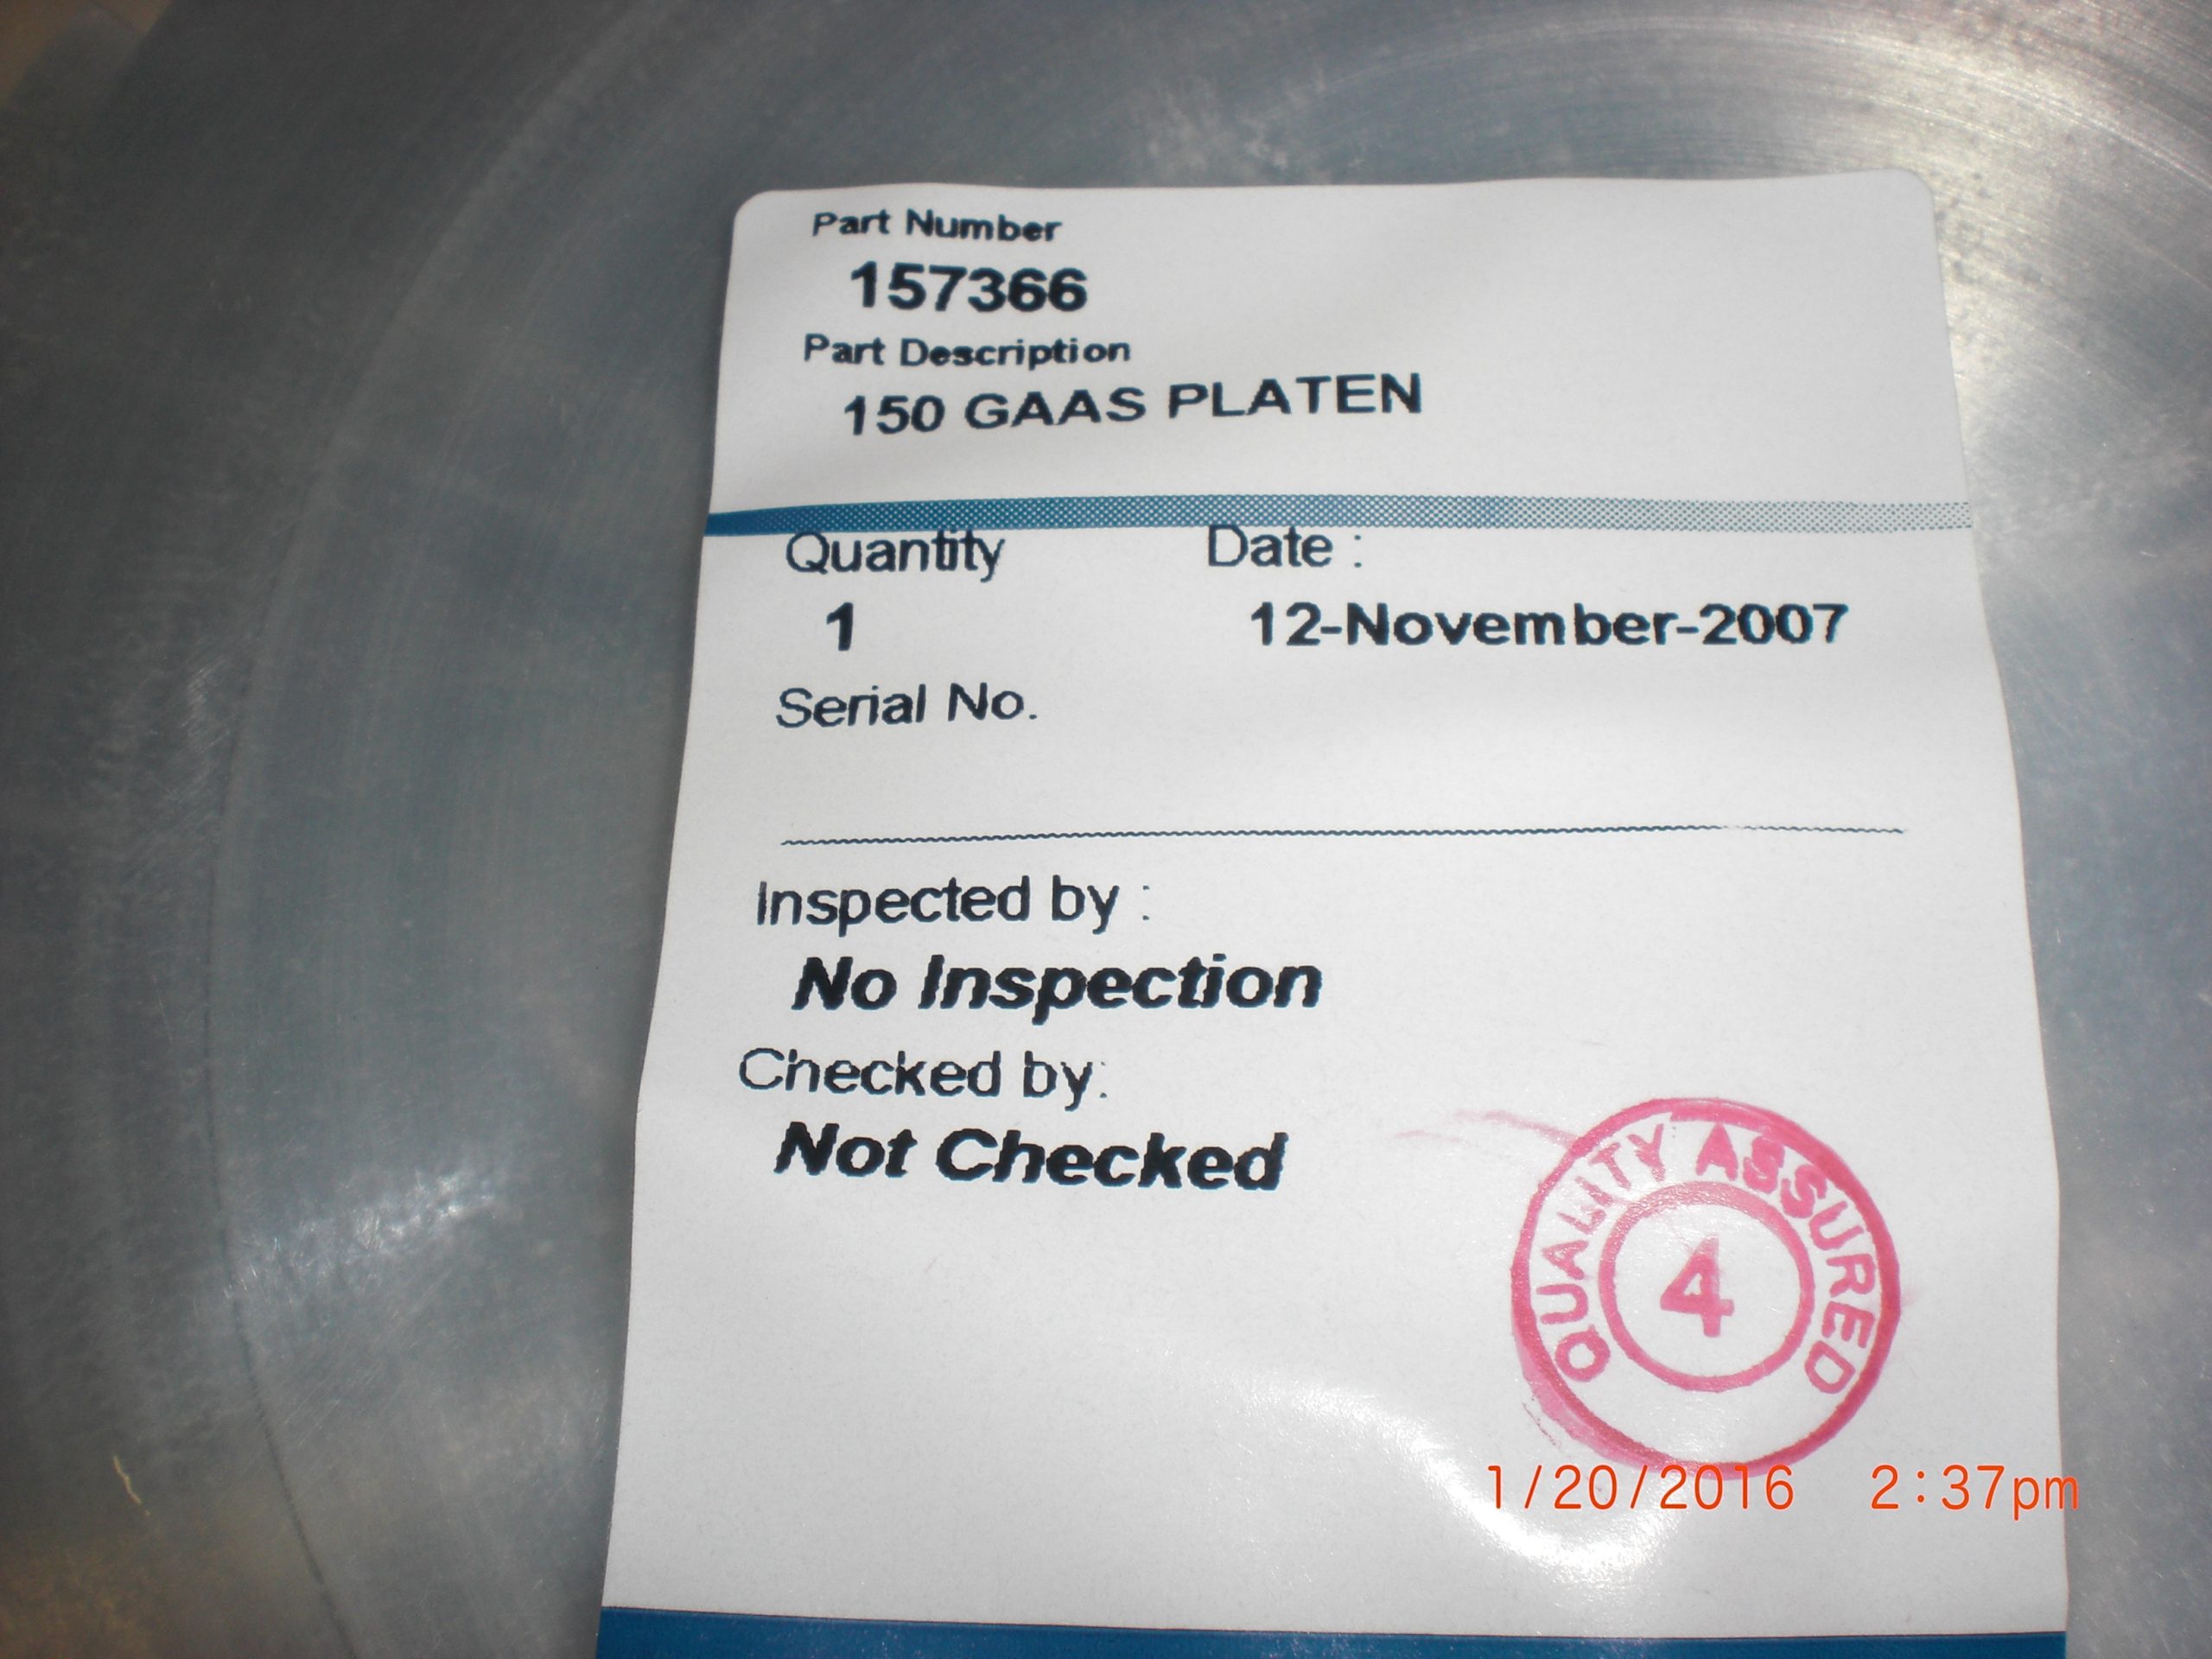 Part Number
157366
Part Description
150 GAAS PLATEN
Quantity Date :
1 12-November-2007
Serial No.
Inspected by :
No Inspection
Checked by:
Not Checked
QUALITY ASSURED
4
1/20/2016 2:37pm